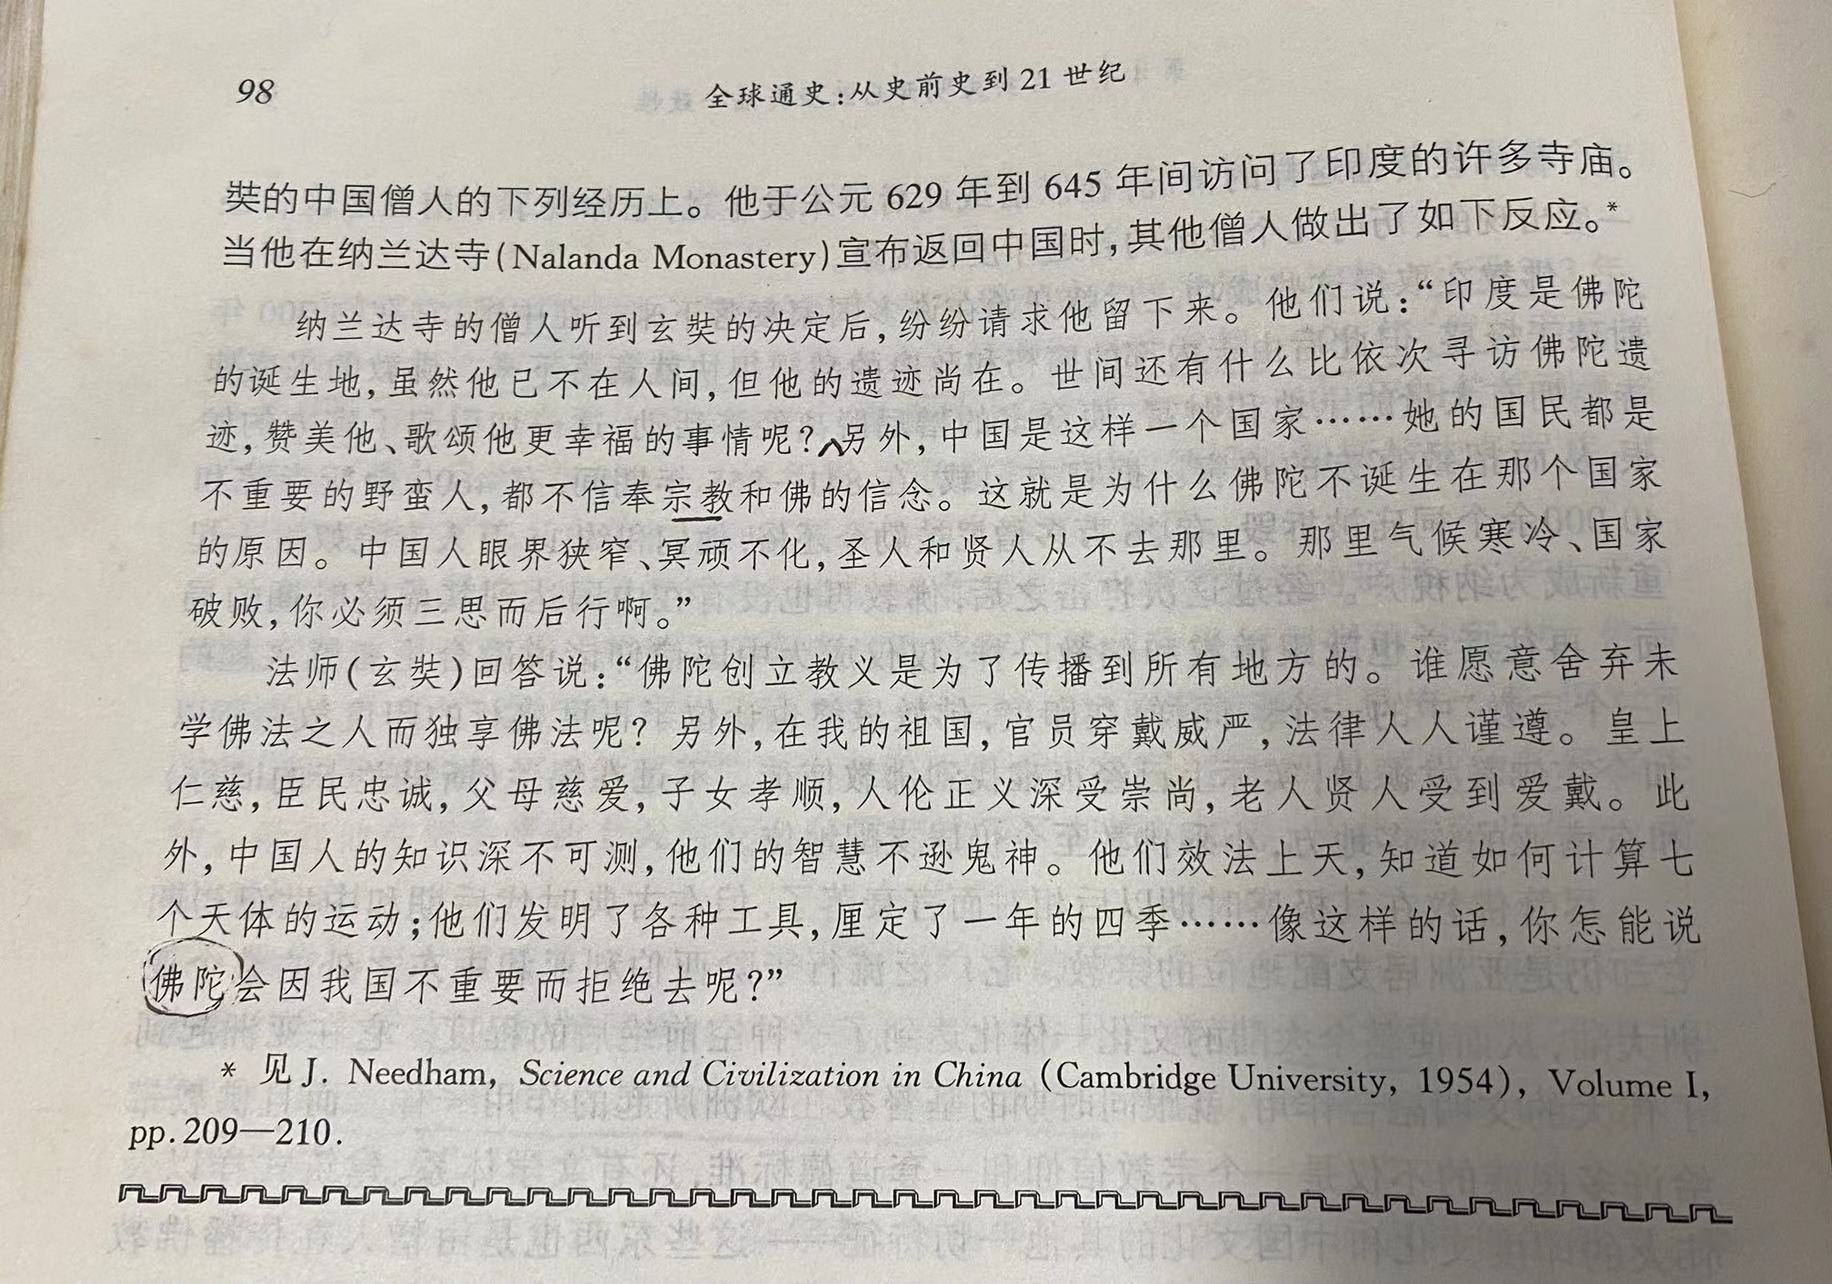 98
全球通史:从史前史到21世纪
奘的中国僧人的下列经历上。他于公元629年到645年间访问了印度的许多寺庙。
当他在纳兰达寺(Nalanda Monastery)宣布返回中国时,其他僧人做出了如下反应。*
纳兰达寺的僧人听到玄奘的决定后,纷纷请求他留下来。他们说:“印度是佛陀
的诞生地,虽然他已不在人间,但他的遗迹尚在。世间还有什么比依次寻访佛陀遗
迹,赞美他、歌颂他更幸福的事情呢?另外,中国是这样一个国家……她的国民都是
不重要的野蛮人,都不信奉宗教和佛的信念。这就是为什么佛陀不诞生在那个国家
的原因。中国人眼界狭窄、冥顽不化,圣人和贤人从不去那里。那里气候寒冷、国家
破败,你必须三思而后行啊。”
法师(玄奘)回答说:“佛陀创立教义是为了传播到所有地方的。谁愿意舍弃未
学佛法之人而独享佛法呢?另外,在我的祖国,官员穿戴威严,法律人人谨遵。皇上
仁慈,臣民忠诚,父母慈爱,子女孝顺,人伦正义深受崇尚,老人贤人受到爱戴。此
外,中国人的知识深不可测,他们的智慧不逊鬼神。他们效法上天,知道如何计算七
个天体的运动;他们发明了各种工具,厘定了一年的四季……像这样的话,你怎能说
佛陀会因我国不重要而拒绝去呢?”
* 见J. Needham, Science and Civilization in China (Cambridge University, 1954), Volume I,
pp.209—210.